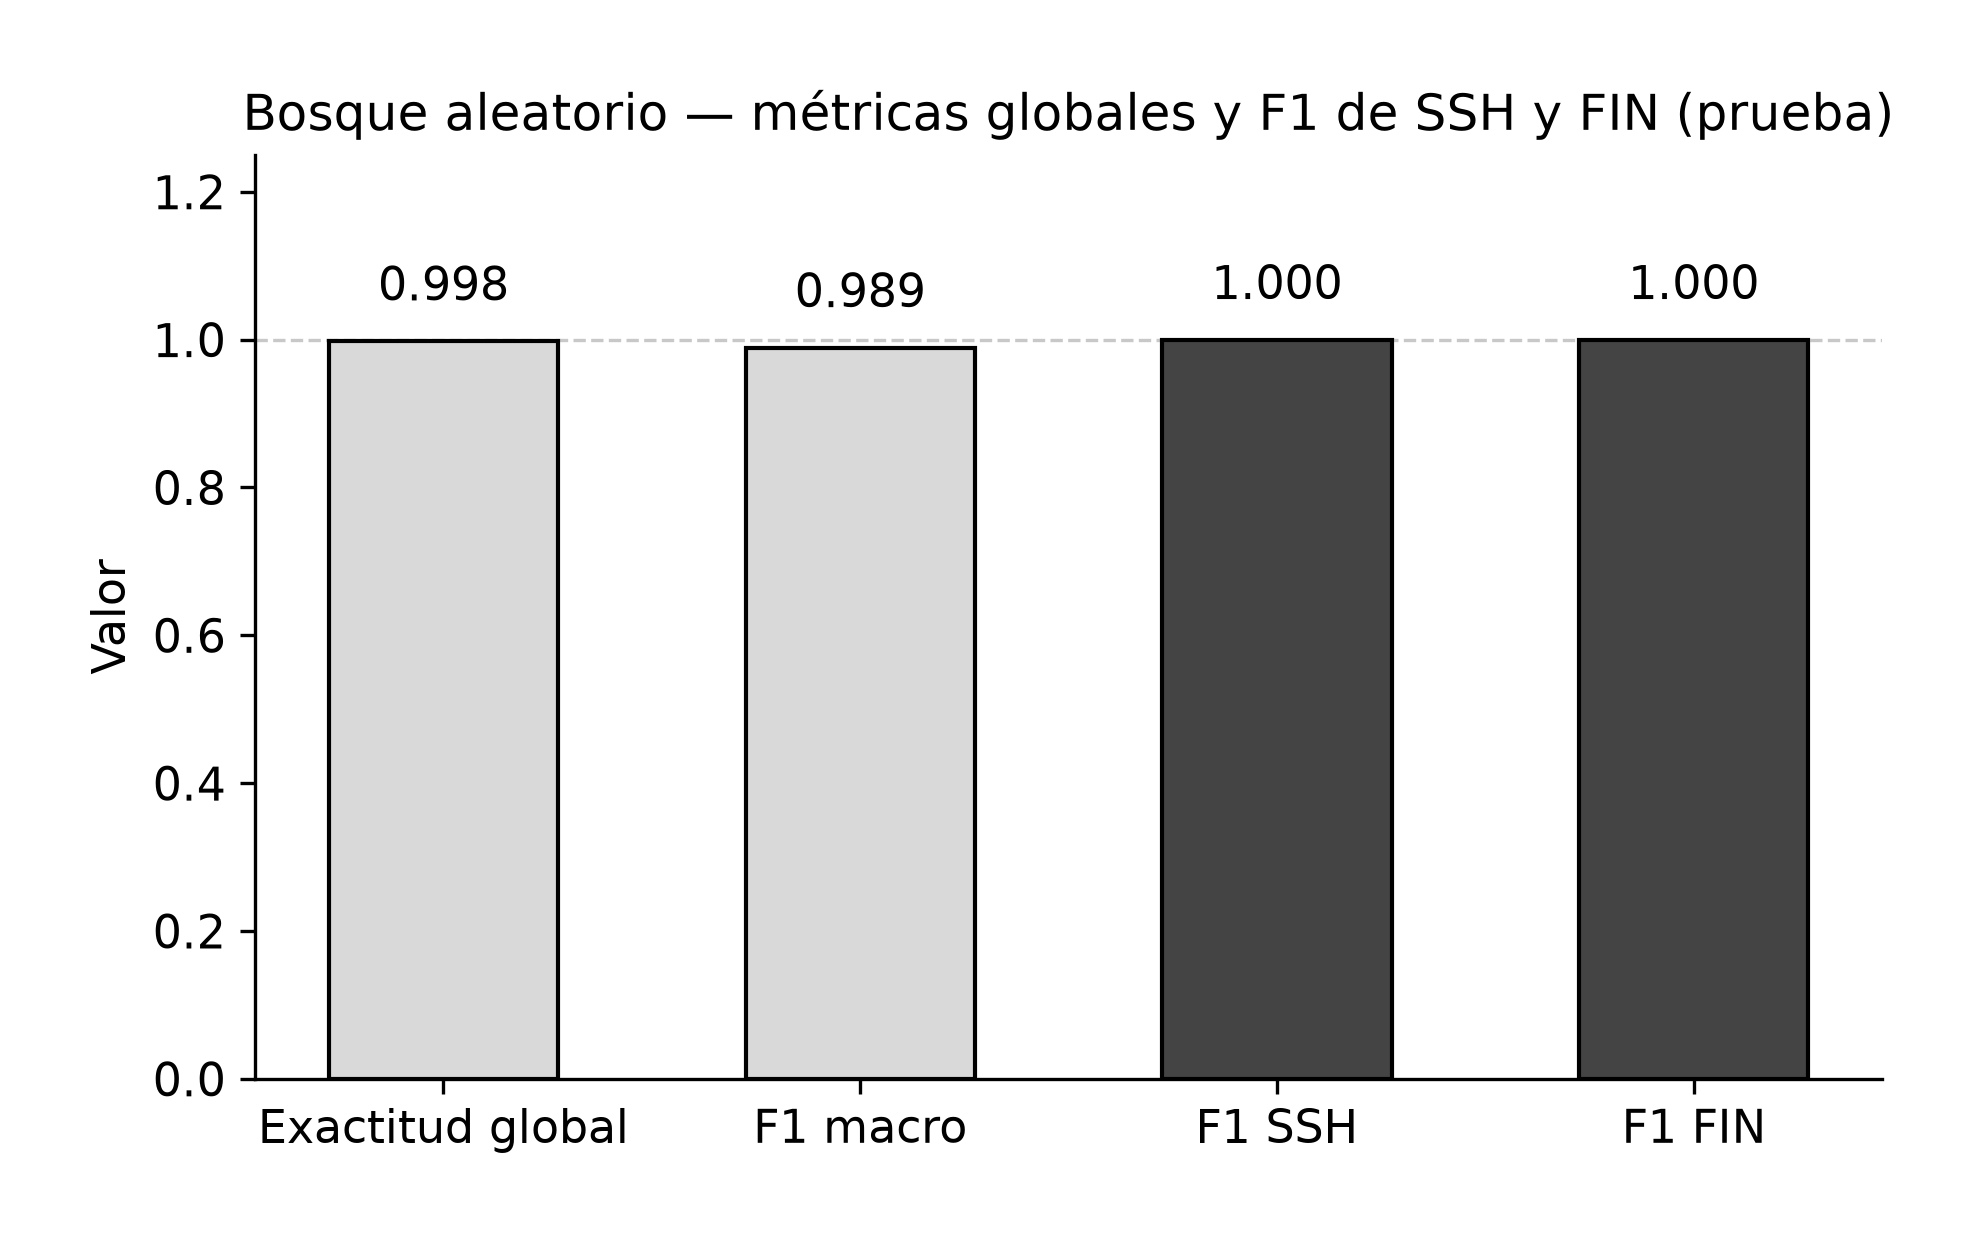 Bosque aleatorio — métricas globales y F1 de SSH y FIN (prueba)
1.2
1.0
0.8
0.6
0.4
0.2
0.0
Valor
0.998
0.989
1.000
1.000
Exactitud global
F1 macro
F1 SSH
F1 FIN